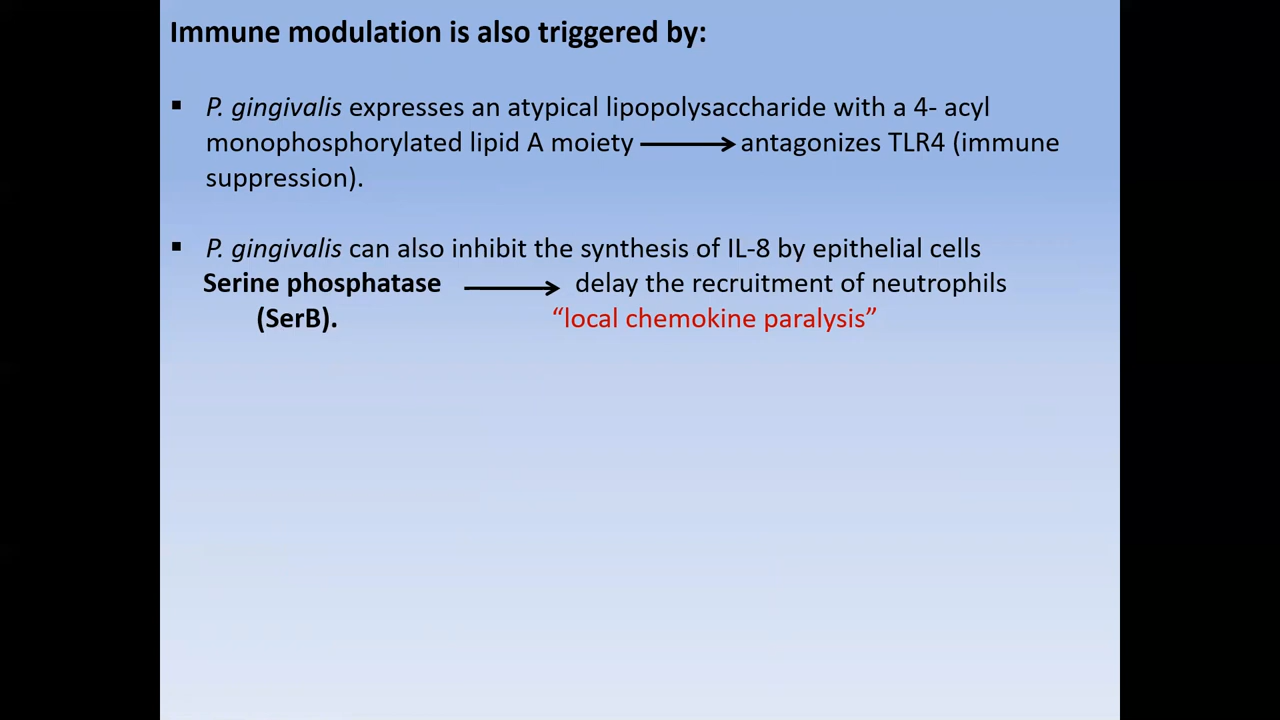 Immune modulation is also triggered by:
▪ P. gingivalis expresses an atypical lipopolysaccharide with a 4- acyl
monophosphorylated lipid A moiety ⟶ antagonizes TLR4 (immune
suppression).
▪ P. gingivalis can also inhibit the synthesis of IL-8 by epithelial cells
Serine phosphatase ⟶ delay the recruitment of neutrophils
(SerB). “local chemokine paralysis”